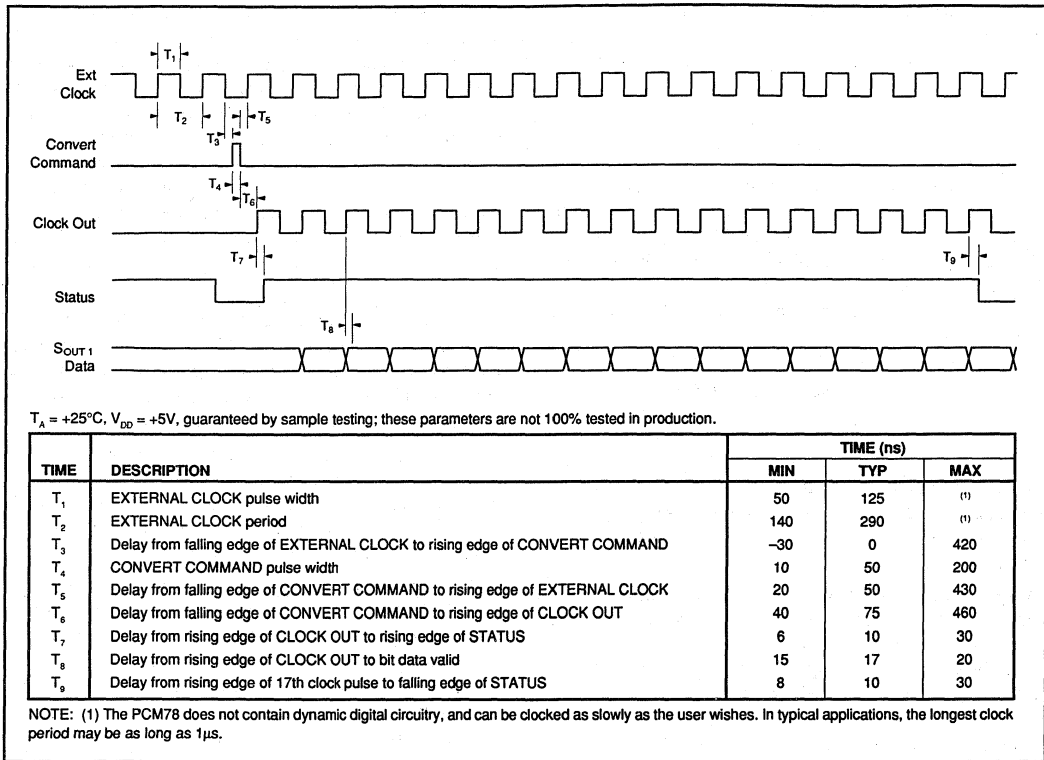 T₁
Ext
Clock
T₂
T₅
T₃
Convert
Command
T₄
T₆
Clock Out
T₇
T₉
Status
T₈
S_OUT 1
Data
T_A = +25°C, V_DD = +5V, guaranteed by sample testing; these parameters are not 100% tested in production.
TIME (ns)
TIME DESCRIPTION MIN TYP MAX
T₁ EXTERNAL CLOCK pulse width 50 125 (1)
T₂ EXTERNAL CLOCK period 140 290 (1)
T₃ Delay from falling edge of EXTERNAL CLOCK to rising edge of CONVERT COMMAND –30 0 420
T₄ CONVERT COMMAND pulse width 10 50 200
T₅ Delay from falling edge of CONVERT COMMAND to rising edge of EXTERNAL CLOCK 20 50 430
T₆ Delay from falling edge of CONVERT COMMAND to rising edge of CLOCK OUT 40 75 460
T₇ Delay from rising edge of CLOCK OUT to rising edge of STATUS 6 10 30
T₈ Delay from rising edge of CLOCK OUT to bit data valid 15 17 20
T₉ Delay from rising edge of 17th clock pulse to falling edge of STATUS 8 10 30
NOTE: (1) The PCM78 does not contain dynamic digital circuitry, and can be clocked as slowly as the user wishes. In typical applications, the longest clock
period may be as long as 1µs.